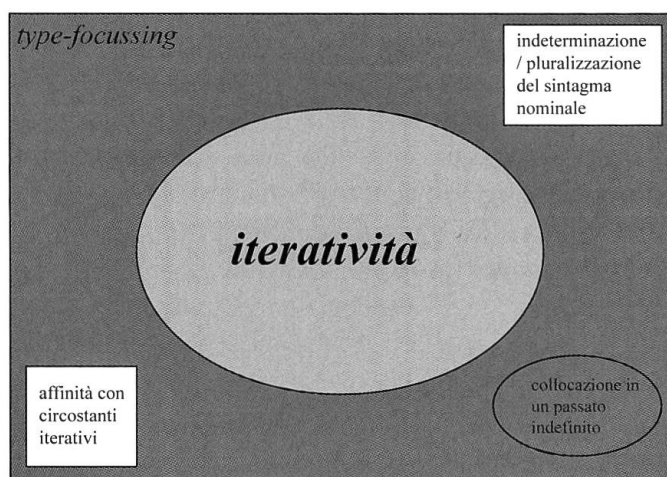 type-focussing
indeterminazione
/ pluralizzazione
del sintagma
nominale
iteratività
affinità con
circostanti
iterativi
collocazione in
un passato
indefinito